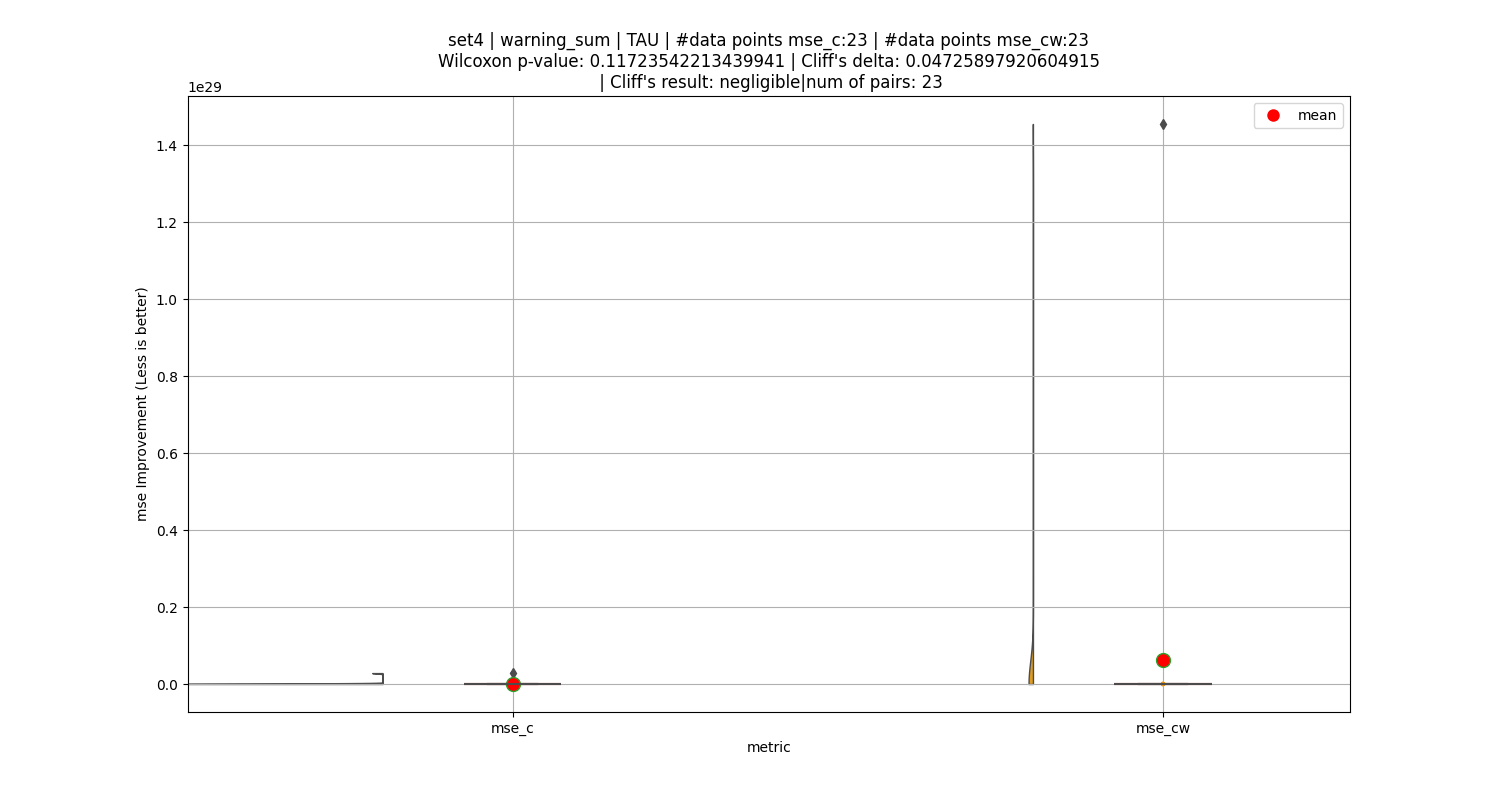 set4 | warning_sum | TAU | #data points mse_c:23 | #data points mse_cw:23
Wilcoxon p-value: 0.11723542213439941 | Cliff's delta: 0.04725897920604915
| Cliff's result: negligible|num of pairs: 23
1e29
mean
1.4
1.2
1.0
0.8
0.6
0.4
0.2
0.0
mse Improvement (Less is better)
mse_c
mse_cw
metric